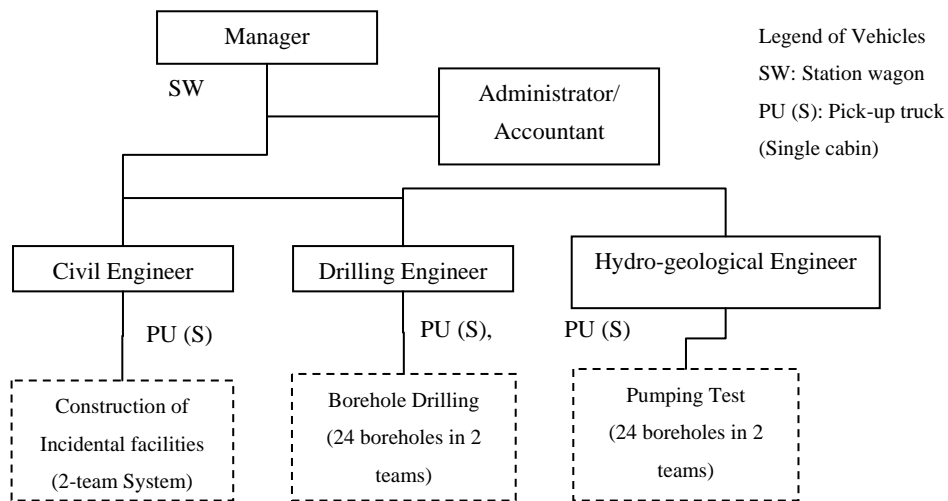 Manager
SW
Administrator/
Accountant
Legend of Vehicles
SW: Station wagon
PU (S): Pick-up truck
(Single cabin)
Civil Engineer
Drilling Engineer
Hydro-geological Engineer
PU (S)
PU (S),
PU (S)
Construction of
Incidental facilities
(2-team System)
Borehole Drilling
(24 boreholes in 2
teams)
Pumping Test
(24 boreholes in 2
teams)